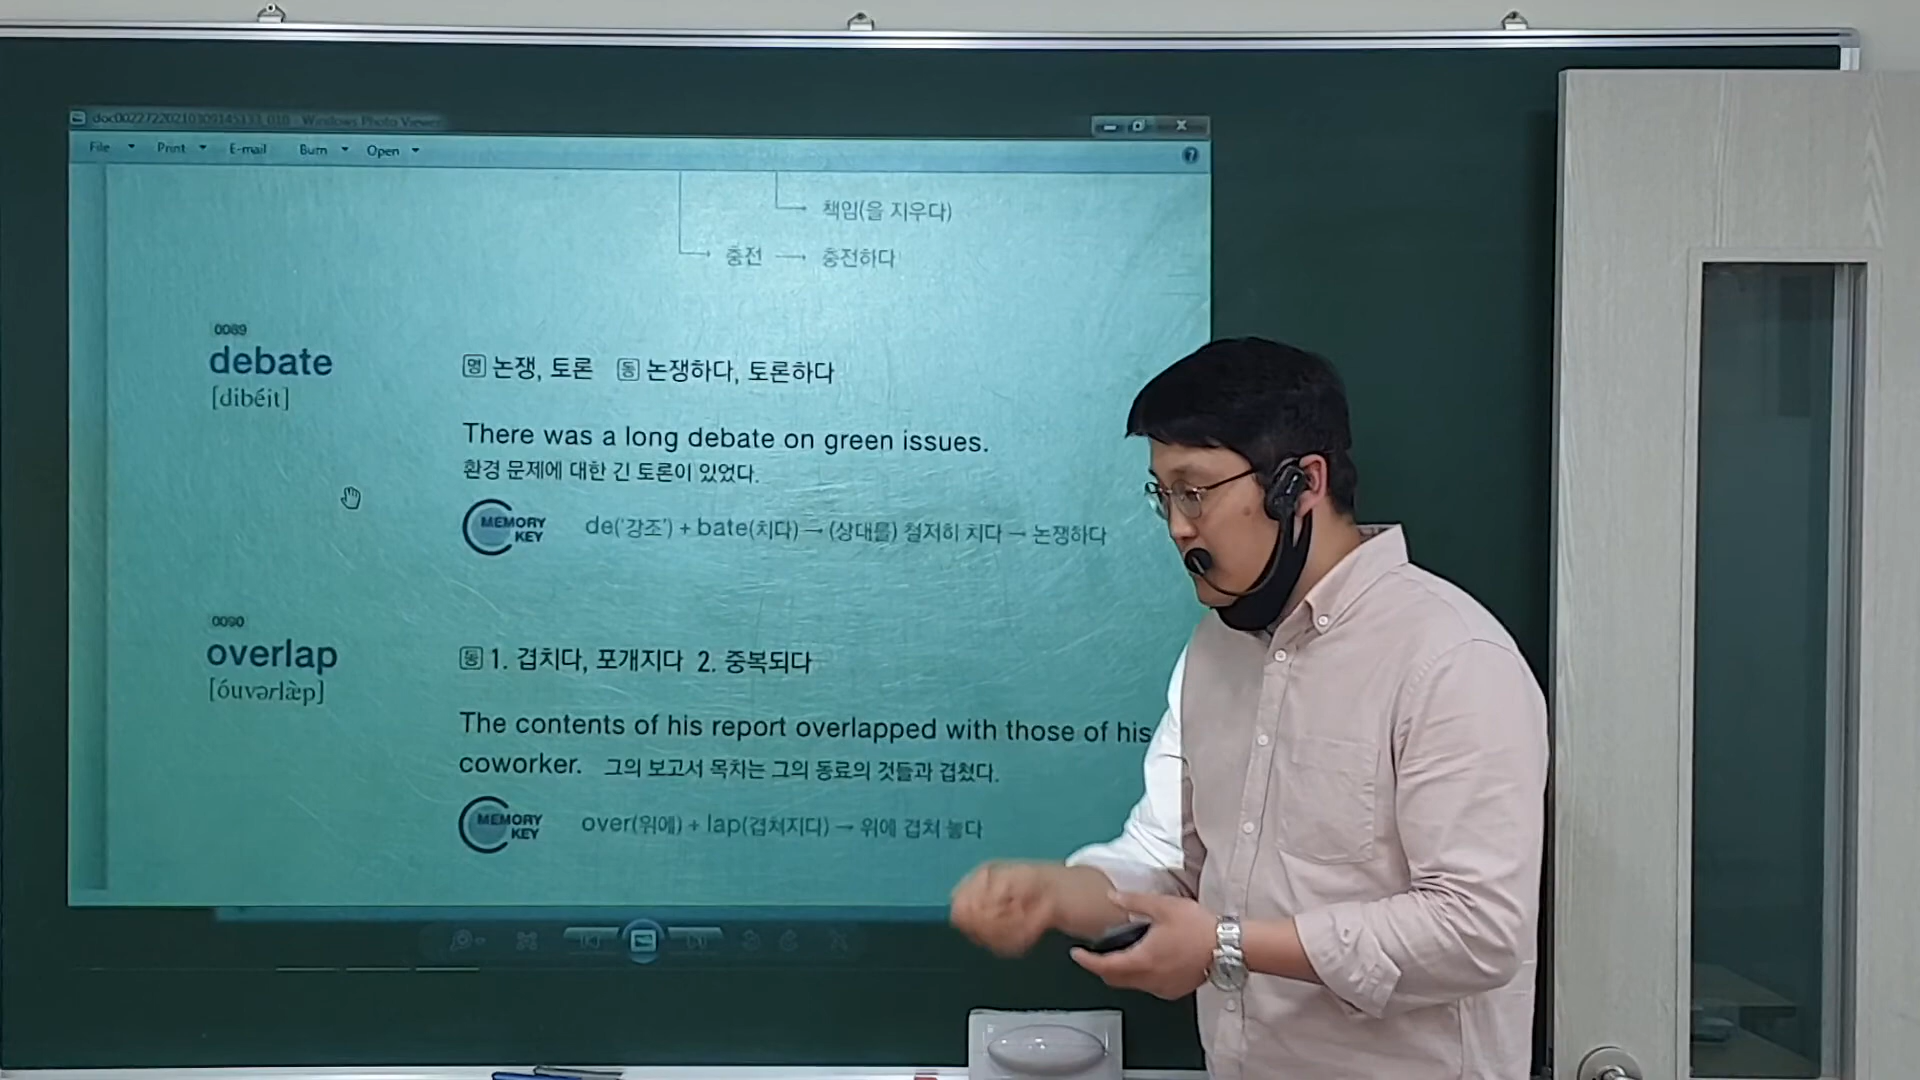 doc00227220210309145133_010 - Windows Photo Viewer
File Print E-mail Burn Open
책임(을 지우다)
충전 → 충전하다
0089
debate
[dibéit]
명 논쟁, 토론 동 논쟁하다, 토론하다
There was a long debate on green issues.
환경 문제에 대한 긴 토론이 있었다.
MEMORY KEY de('강조') + bate(치다) → (상대를) 철저히 치다 → 논쟁하다
0090
overlap
[óuvərlæ̀p]
동 1. 겹치다, 포개지다 2. 중복되다
The contents of his report overlapped with those of his
coworker. 그의 보고서 목차는 그의 동료의 것들과 겹쳤다.
MEMORY KEY over(위에) + lap(겹쳐지다) → 위에 겹쳐 놓다